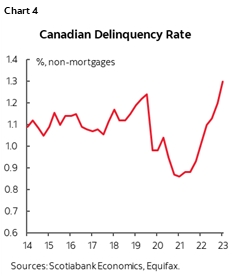 Chart 4
Canadian Delinquency Rate
%, non-mortgages
1.4
1.3
1.2
1.1
1.0
0.9
0.8
0.7
0.6
14 15 16 17 18 19 20 21 22 23
Sources: Scotiabank Economics, Equifax.